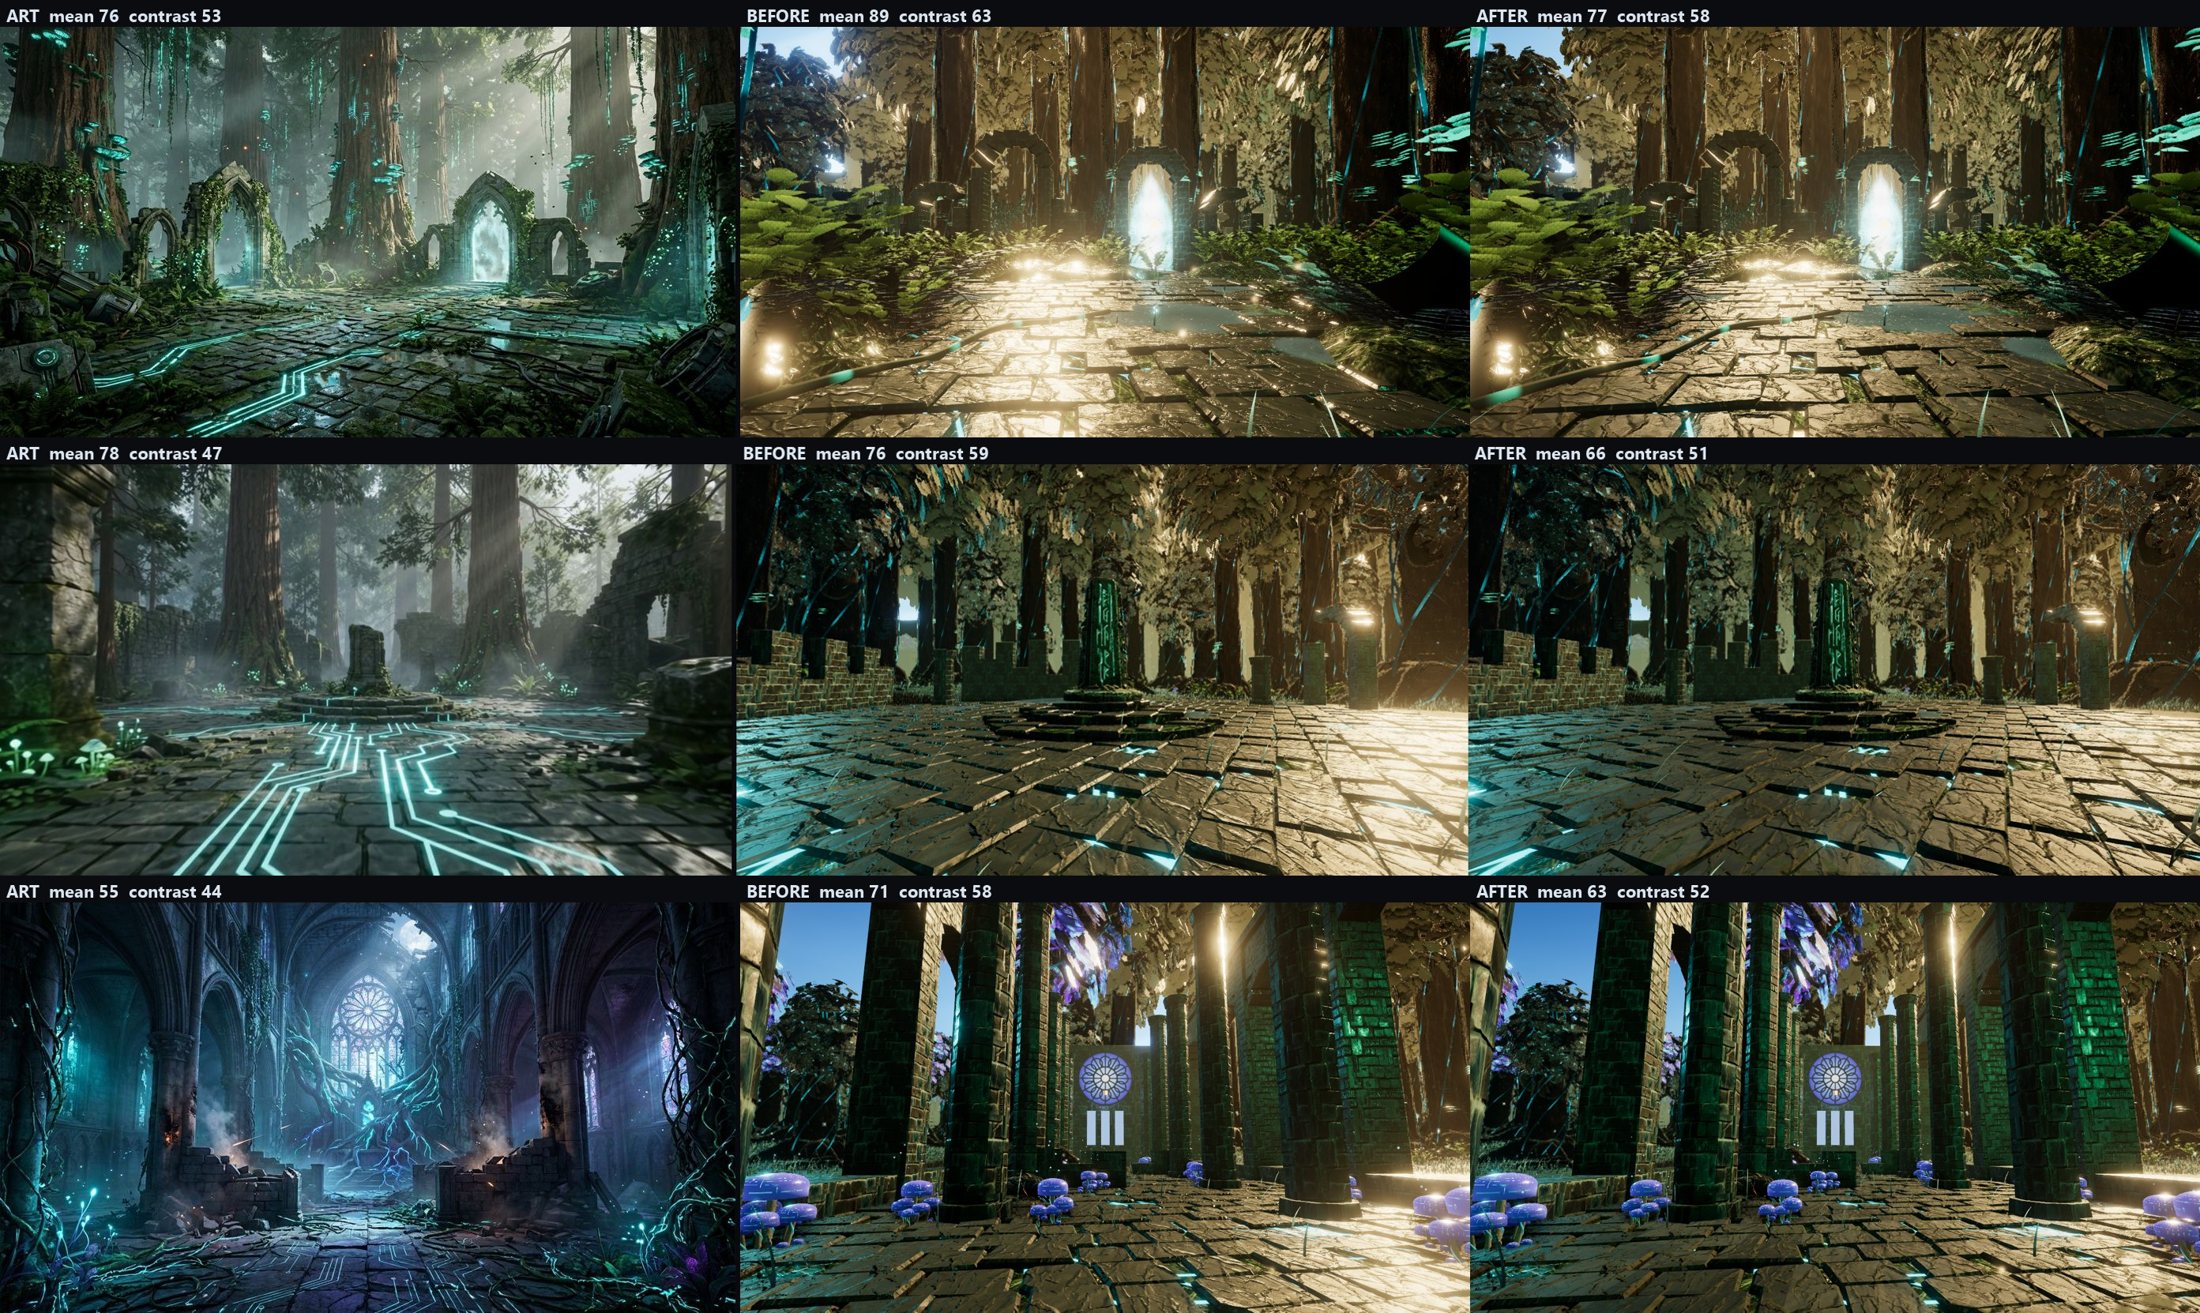 ART mean 76 contrast 53
BEFORE mean 89 contrast 63
AFTER mean 77 contrast 58
ART mean 78 contrast 47
BEFORE mean 76 contrast 59
AFTER mean 66 contrast 51
ART mean 55 contrast 44
BEFORE mean 71 contrast 58
AFTER mean 63 contrast 52